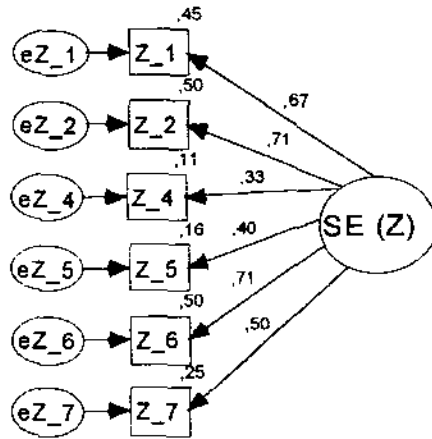 ,45
eZ_1 Z_1
,50 ,67
eZ_2 Z_2 ,71
,11
eZ_4 Z_4 ,33
SE (Z)
,16 ,40
eZ_5 Z_5
,50 ,71
eZ_6 Z_6 ,50
,25
eZ_7 Z_7